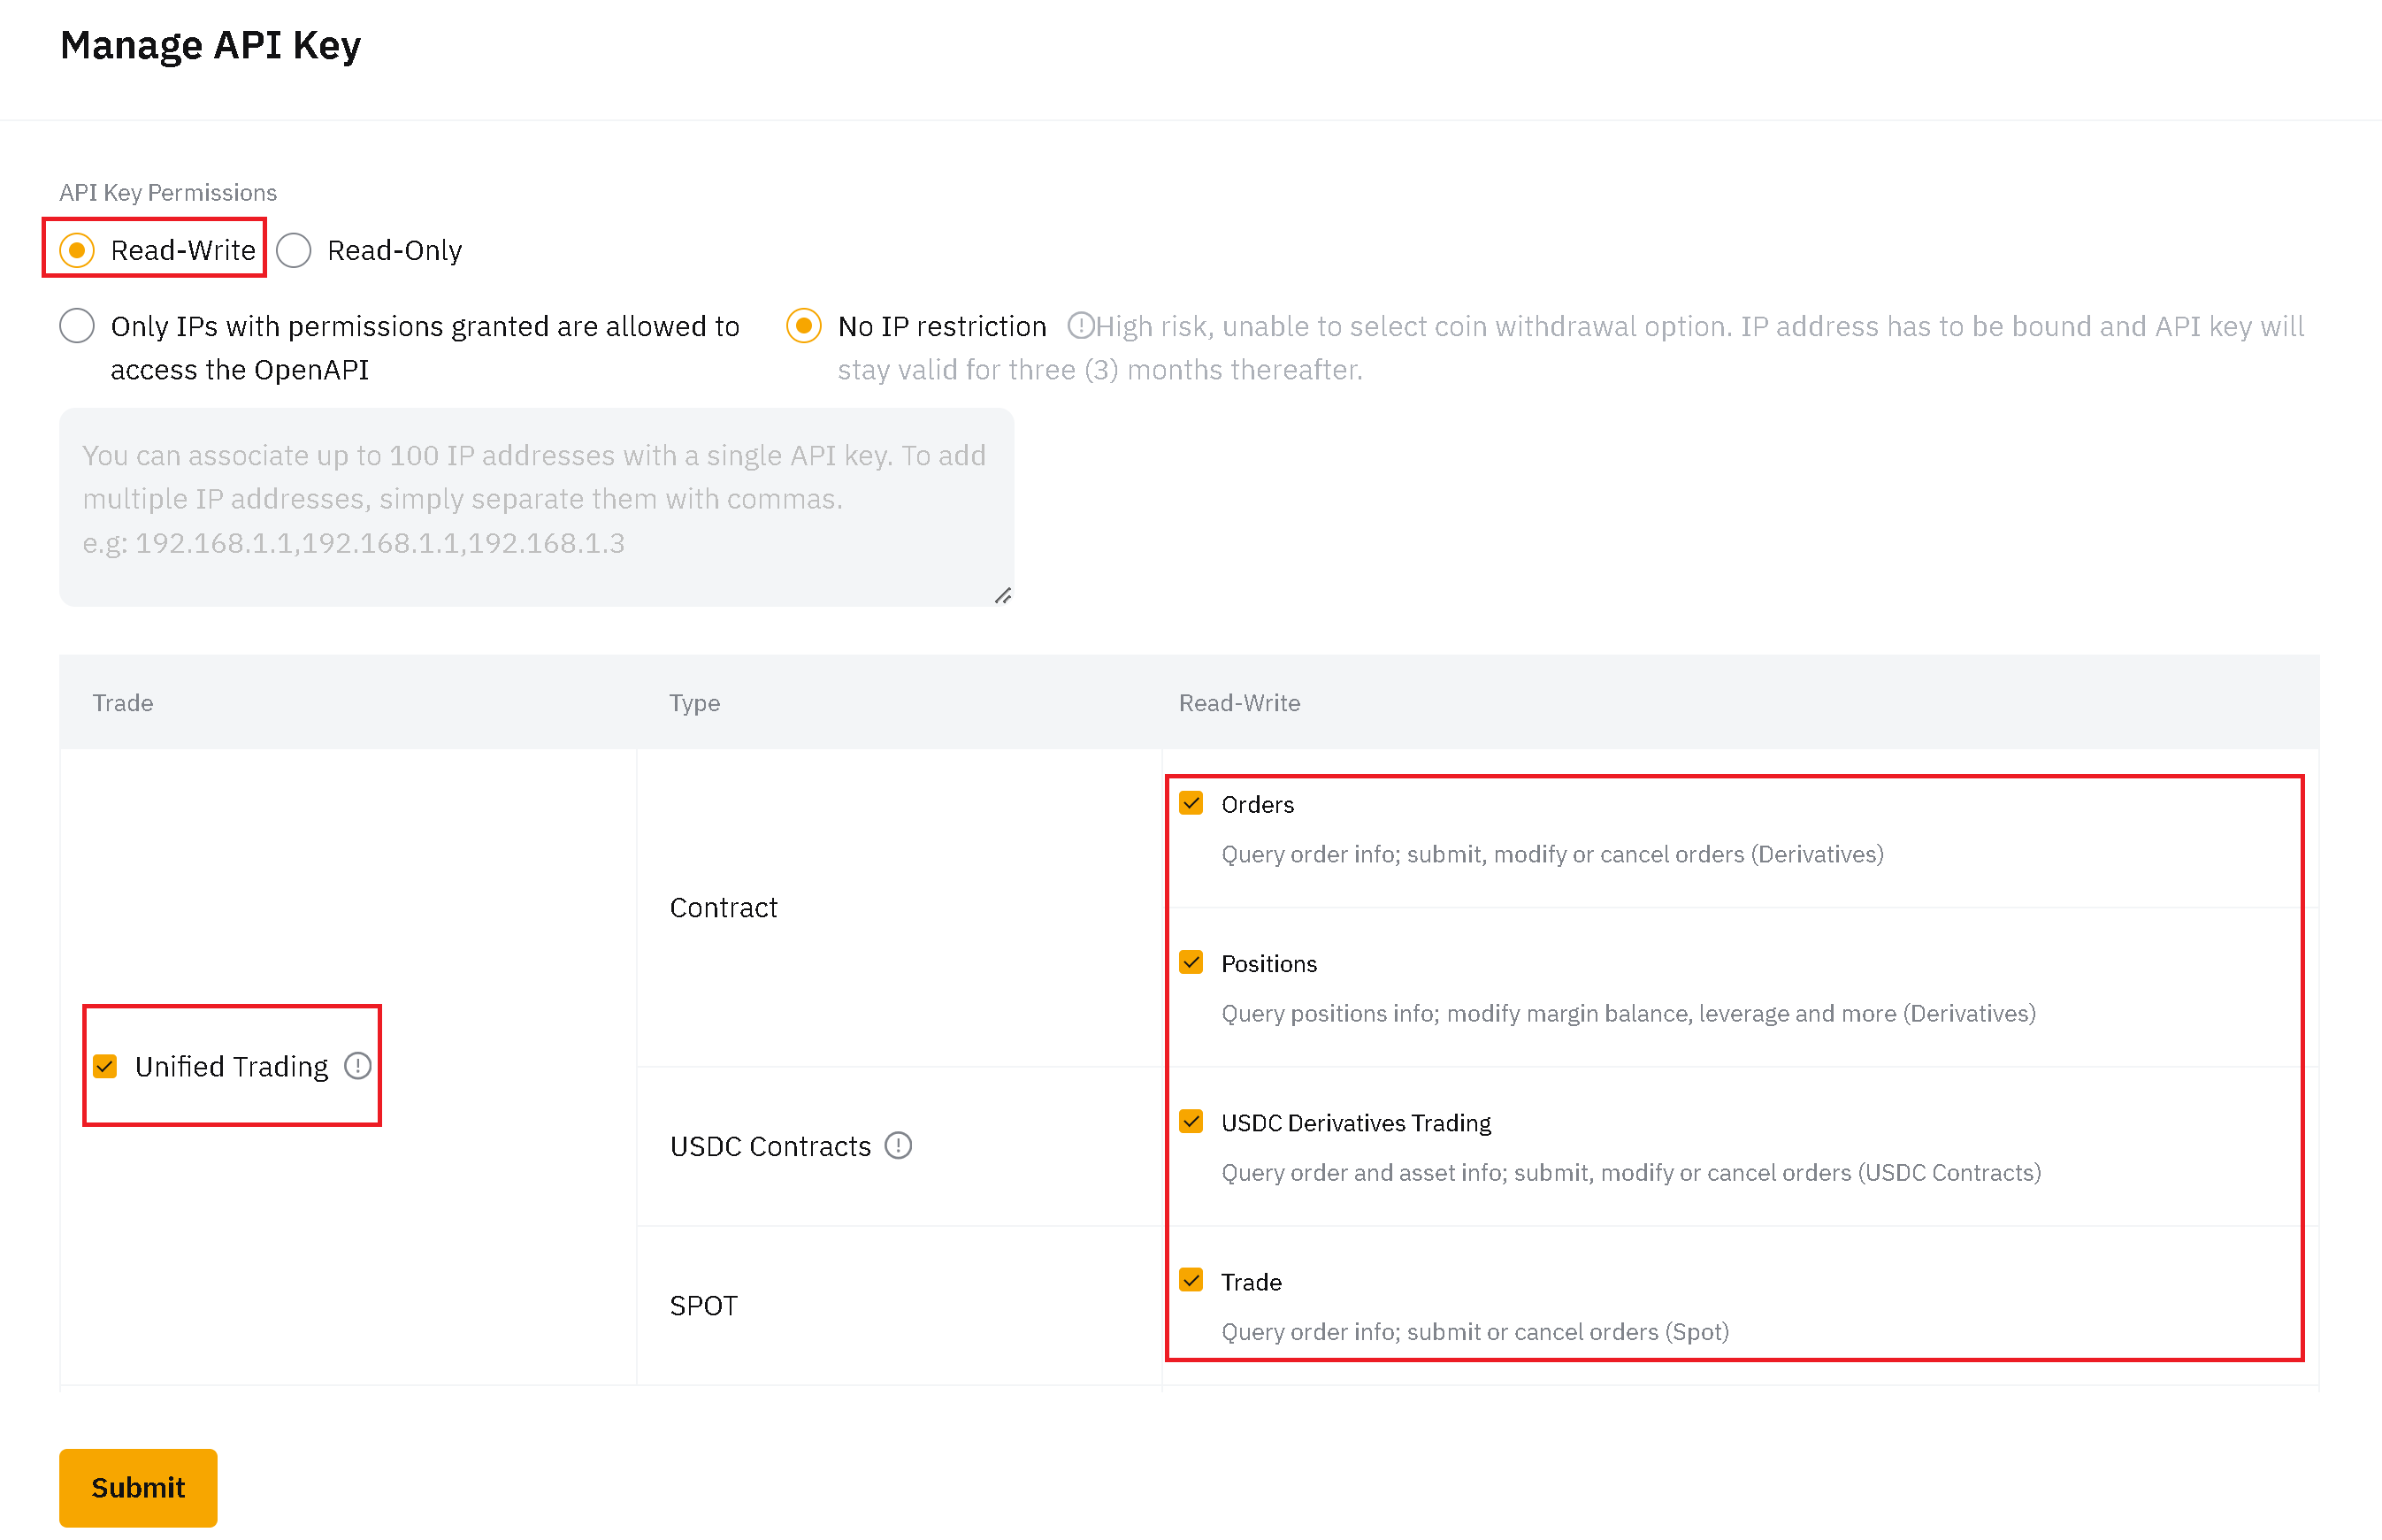 Manage API Key
API Key Permissions
Read-Write Read-Only
Only IPs with permissions granted are allowed to
access the OpenAPI
No IP restriction High risk, unable to select coin withdrawal option. IP address has to be bound and API key will
stay valid for three (3) months thereafter.
You can associate up to 100 IP addresses with a single API key. To add
multiple IP addresses, simply separate them with commas.
e.g: 192.168.1.1,192.168.1.1,192.168.1.3
Trade Type Read-Write
Unified Trading
Contract
Orders
Query order info; submit, modify or cancel orders (Derivatives)
Positions
Query positions info; modify margin balance, leverage and more (Derivatives)
USDC Contracts
USDC Derivatives Trading
Query order and asset info; submit, modify or cancel orders (USDC Contracts)
SPOT
Trade
Query order info; submit or cancel orders (Spot)
Submit